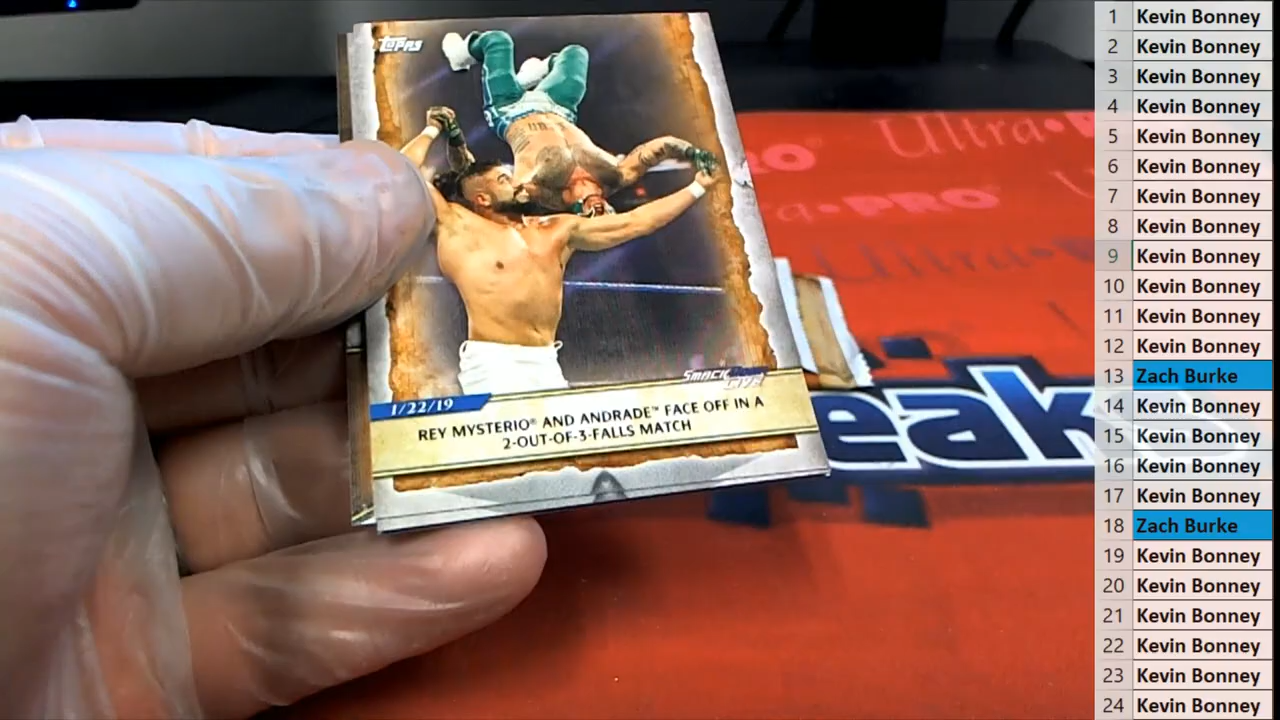 TOPPS
SMACKDOWN
LIVE
1/22/19
REY MYSTERIO® AND ANDRADE™ FACE OFF IN A
2-OUT-OF-3-FALLS MATCH
Ultra
PRO
Ultra
eaks
1 Kevin Bonney
2 Kevin Bonney
3 Kevin Bonney
4 Kevin Bonney
5 Kevin Bonney
6 Kevin Bonney
7 Kevin Bonney
8 Kevin Bonney
9 Kevin Bonney
10 Kevin Bonney
11 Kevin Bonney
12 Kevin Bonney
13 Zach Burke
14 Kevin Bonney
15 Kevin Bonney
16 Kevin Bonney
17 Kevin Bonney
18 Zach Burke
19 Kevin Bonney
20 Kevin Bonney
21 Kevin Bonney
22 Kevin Bonney
23 Kevin Bonney
24 Kevin Bonney